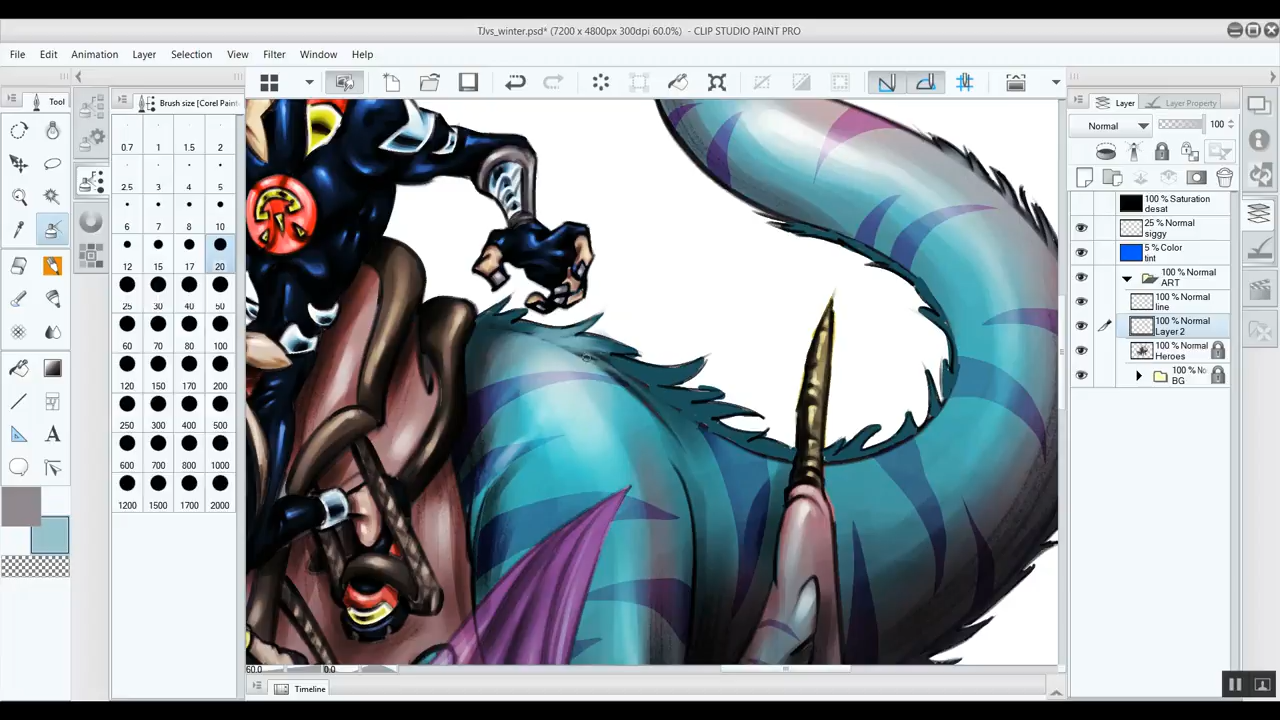 TJvs_winter.psd* (7200 x 4800px 300dpi 60.0%) - CLIP STUDIO PAINT PRO
File Edit Animation Layer Selection View Filter Window Help
Tool
Brush size [Corel Paint
Layer
Layer Property
Normal 100
0.7 1 1.5 2
2.5 3 4 5
6 7 8 10
12 15 17 20
25 30 40 50
60 70 80 100
120 150 170 200
250 300 400 500
600 700 800 1000
1200 1500 1700 2000
100 % Saturation
desat
25 % Normal
siggy
5 % Color
tint
100 % Normal
ART
100 % Normal
line
100 % Normal
Layer 2
100 % Normal
Heroes
100 % No
BG
60.0 0.0
Timeline